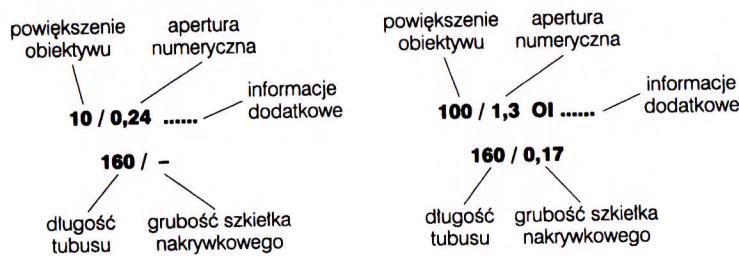 powiększenie
obiektywu
apertura
numeryczna
informacje
dodatkowe
10 / 0,24 ......
160 / –
długość
tubusu
grubość szkiełka
nakrywkowego
powiększenie
obiektywu
apertura
numeryczna
informacje
dodatkowe
100 / 1,3 OI ......
160 / 0,17
długość
tubusu
grubość szkiełka
nakrywkowego